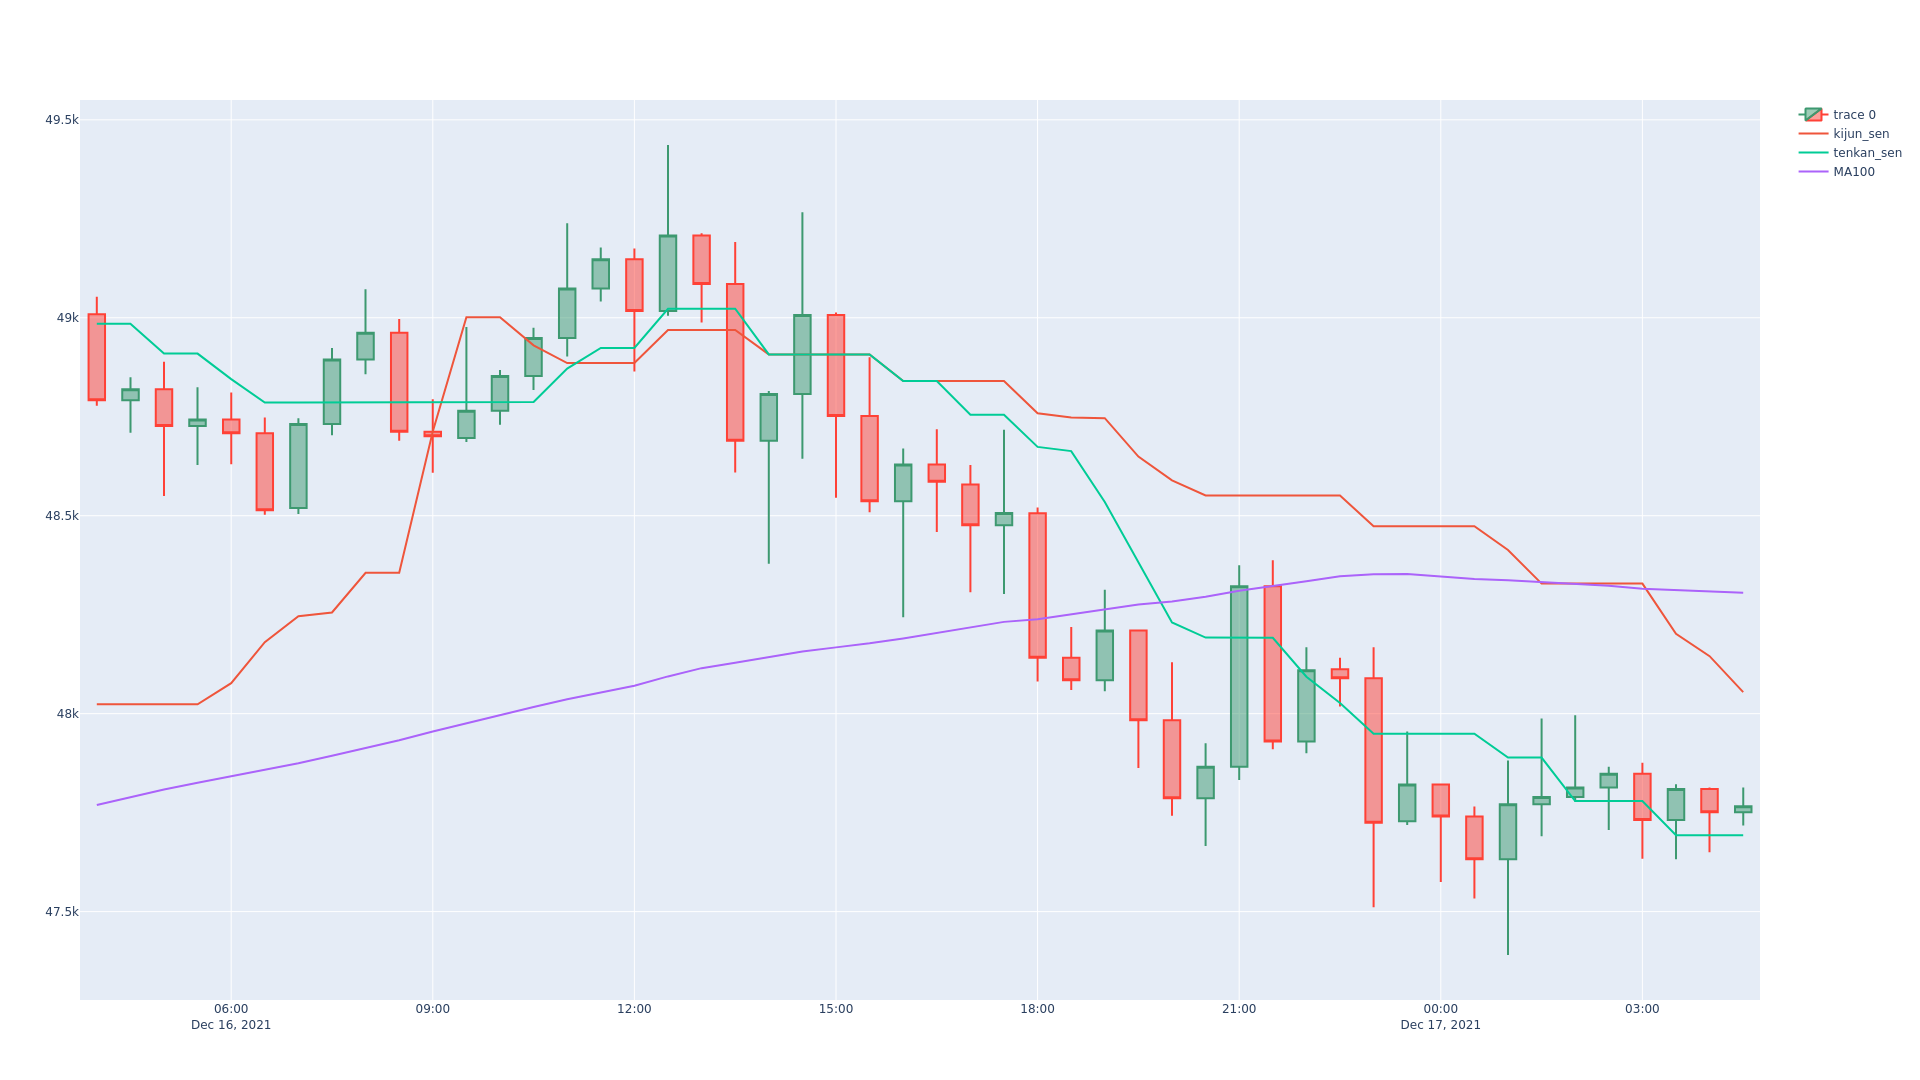 49.5k
49k
48.5k
48k
47.5k
06:00
Dec 16, 2021
09:00
12:00
15:00
18:00
21:00
00:00
Dec 17, 2021
03:00
trace 0
kijun_sen
tenkan_sen
MA100